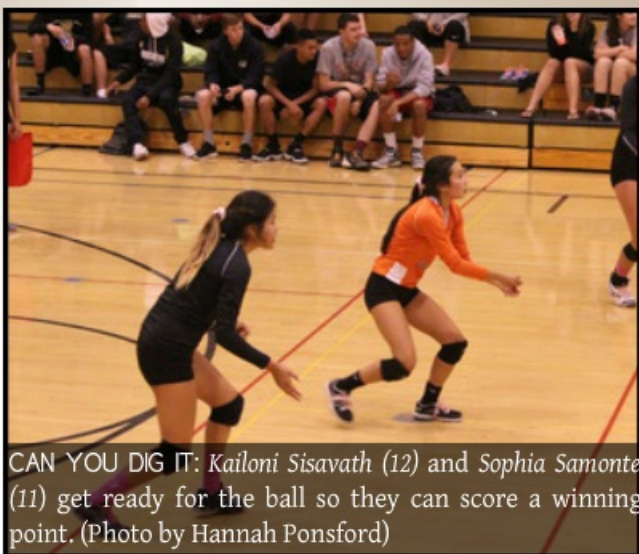 CAN YOU DIG IT: Kailoni Sisavath (12) and Sophia Samonte
(11) get ready for the ball so they can score a winning
point. (Photo by Hannah Ponsford)